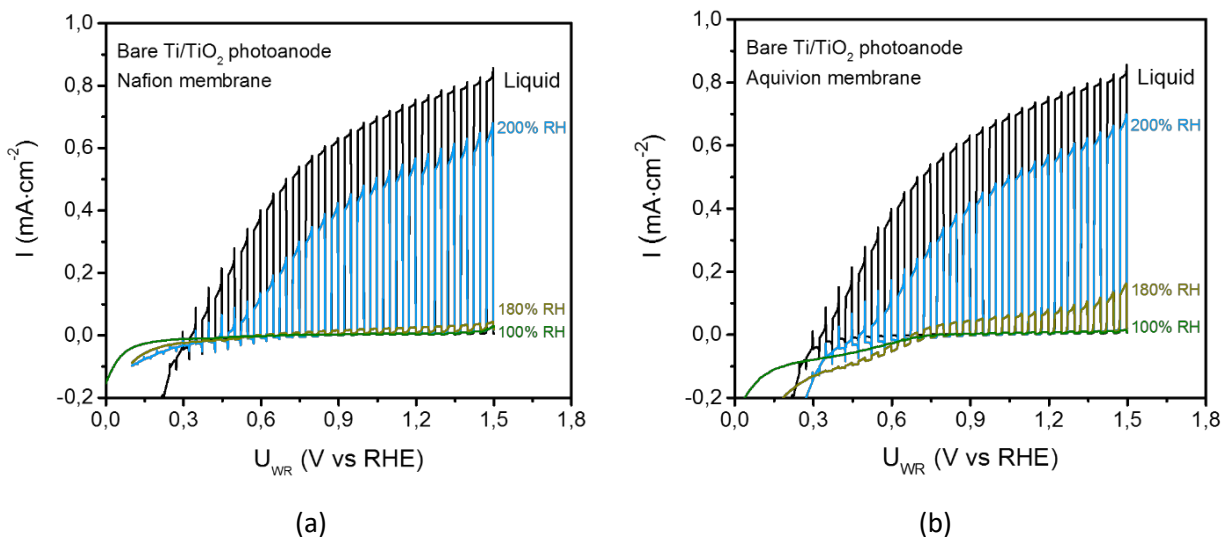 1,0
0,8
0,6
0,4
0,2
0,0
-0,2
I (mA·cm⁻²)
Bare Ti/TiO₂ photoanode
Nafion membrane
Liquid
200% RH
180% RH
100% RH
0,0 0,3 0,6 0,9 1,2 1,5 1,8
U_WR (V vs RHE)
(a)
1,0
0,8
0,6
0,4
0,2
0,0
-0,2
I (mA·cm⁻²)
Bare Ti/TiO₂ photoanode
Aquivion membrane
Liquid
200% RH
180% RH
100% RH
0,0 0,3 0,6 0,9 1,2 1,5 1,8
U_WR (V vs RHE)
(b)